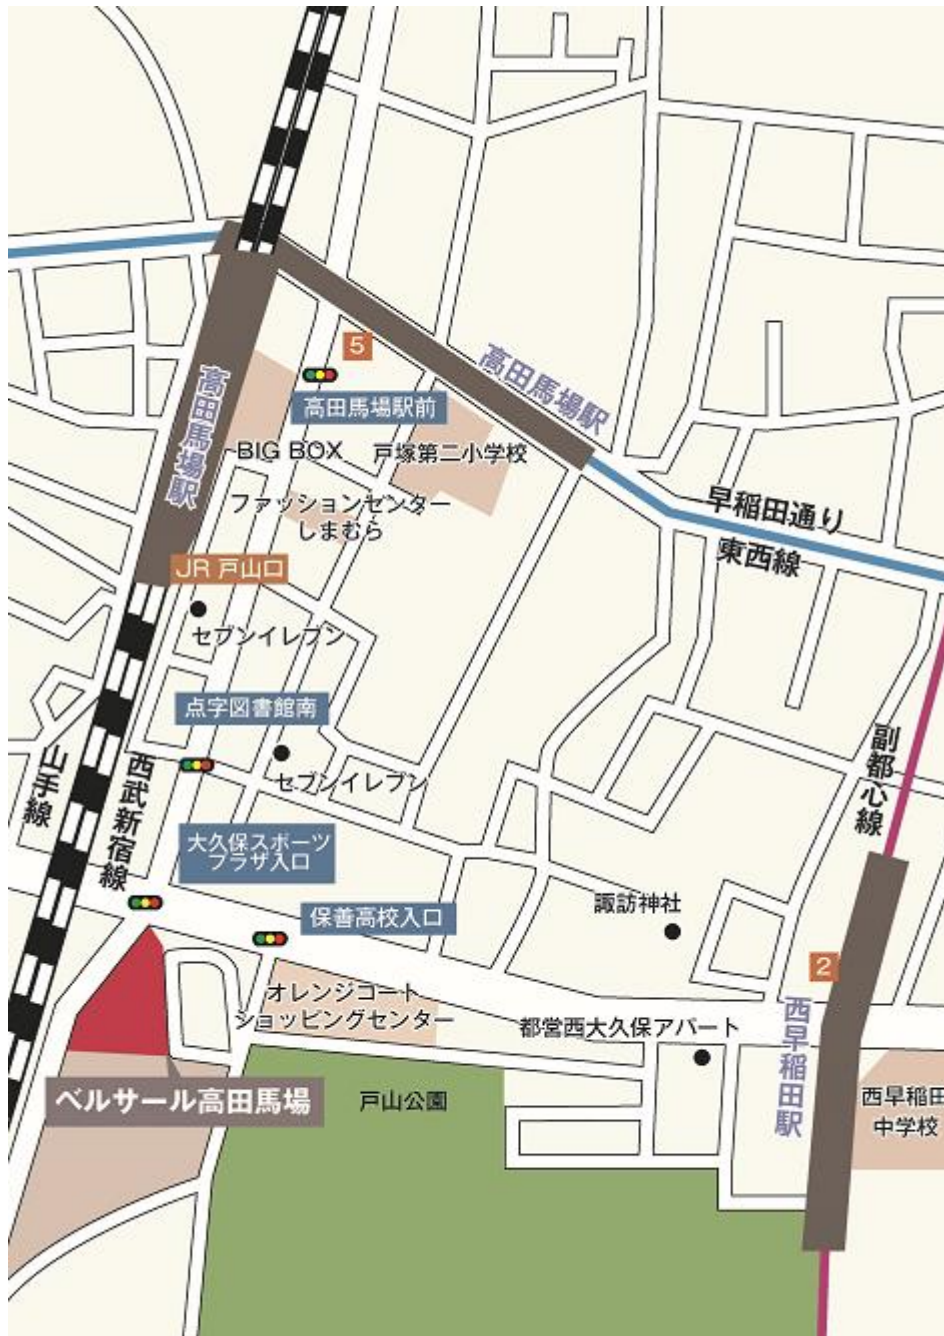 5
高田馬場駅
高田馬場駅
高田馬場駅前
BIG BOX
戸塚第二小学校
ファッションセンター
しまむら
早稲田通り
東西線
JR 戸山口
セブンイレブン
点字図書館南
セブンイレブン
山手線
西武新宿線
副都心線
大久保スポーツ
プラザ入口
保善高校入口
諏訪神社
2
オレンジコート
ショッピングセンター
都営西大久保アパート
西早稲田駅
ベルサール高田馬場
戸山公園
西早稲田
中学校